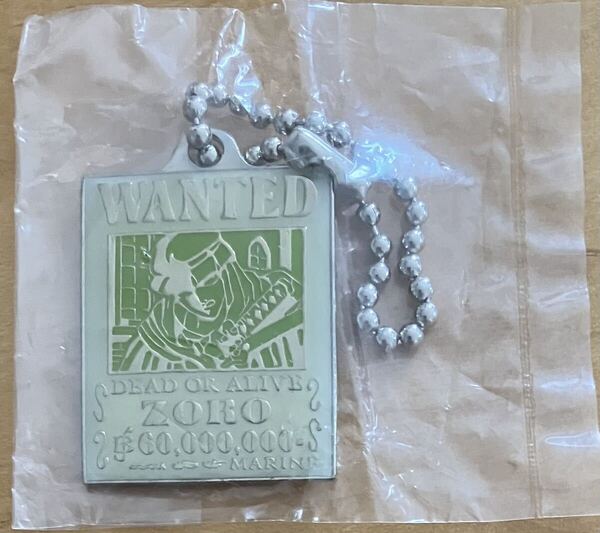 WANTED
DEAD OR ALIVE
ZORO
฿60,000,000-
MARINE